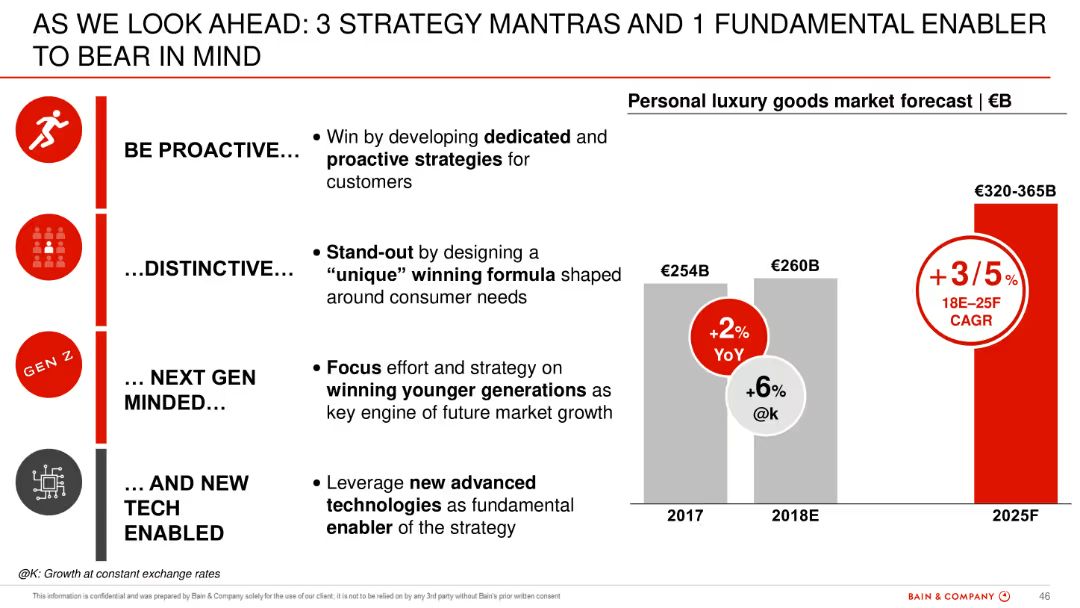 AS WE LOOK AHEAD: 3 STRATEGY MANTRAS AND 1 FUNDAMENTAL ENABLER
TO BEAR IN MIND
BE PROACTIVE…
• Win by developing dedicated and
proactive strategies for
customers
…DISTINCTIVE…
• Stand-out by designing a
“unique” winning formula shaped
around consumer needs
GEN Z
… NEXT GEN
MINDED…
• Focus effort and strategy on
winning younger generations as
key engine of future market growth
… AND NEW
TECH
ENABLED
• Leverage new advanced
technologies as fundamental
enabler of the strategy
Personal luxury goods market forecast | €B
€254B
€260B
€320-365B
+2%
YoY
+6%
@k
+3/5%
18E–25F
CAGR
2017
2018E
2025F
@K: Growth at constant exchange rates
This information is confidential and was prepared by Bain & Company solely for the use of our client; it is not to be relied on by any 3rd party without Bain's prior written consent
BAIN & COMPANY
46